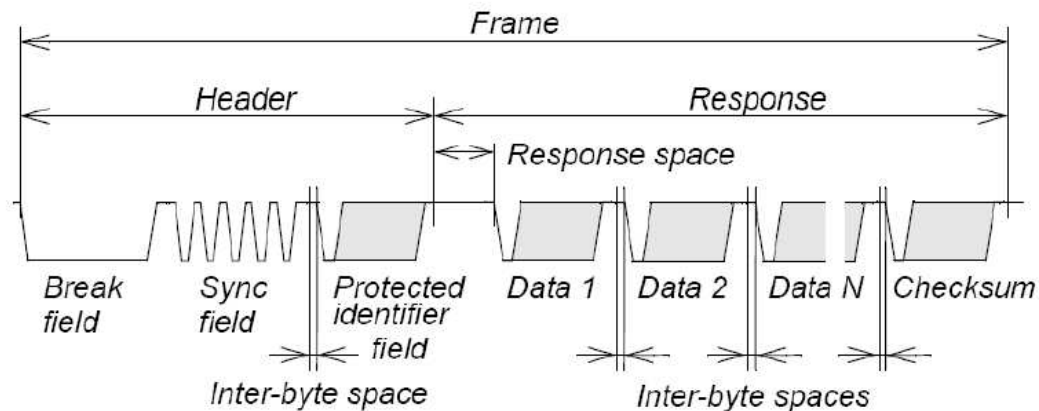 Frame
Header
Response
Response space
Break
field
Sync
field
Protected
identifier
field
Data 1
Data 2
Data N
Checksum
Inter-byte space
Inter-byte spaces